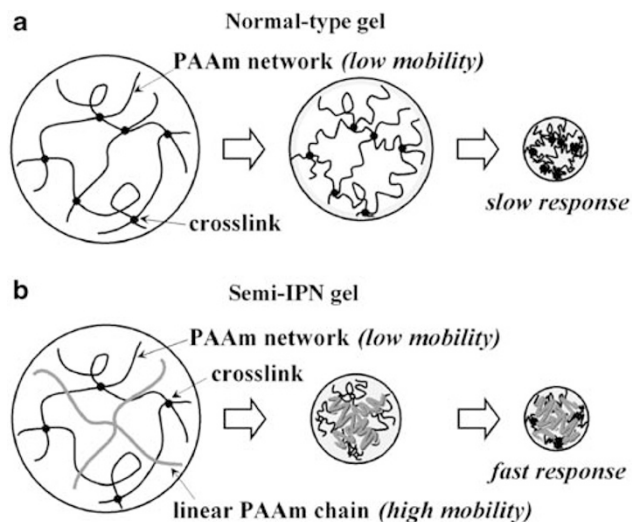 a
Normal-type gel
PAAm network (low mobility)
crosslink
slow response
b
Semi-IPN gel
PAAm network (low mobility)
crosslink
fast response
linear PAAm chain (high mobility)